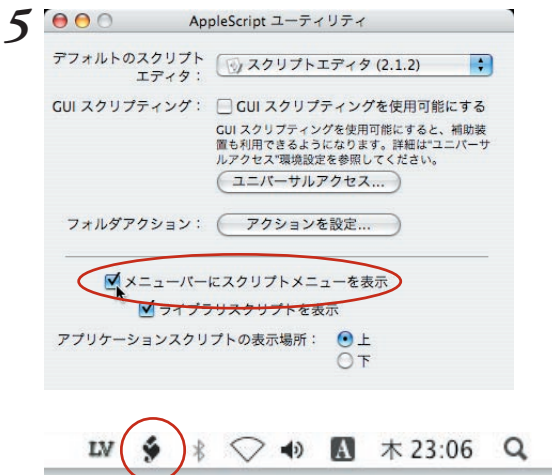 5
AppleScript ユーティリティ
デフォルトのスクリプト
エディタ：
スクリプトエディタ (2.1.2)
GUI スクリプティング：
GUI スクリプティングを使用可能にする
GUI スクリプティングを使用可能にすると、補助装
置も利用できるようになります。詳細は“ユニバーサ
ルアクセス”環境設定を参照してください。
ユニバーサルアクセス...
フォルダアクション：
アクションを設定...
メニューバーにスクリプトメニューを表示
ライブラリスクリプトを表示
アプリケーションスクリプトの表示場所：
上
下
LV
A
木 23:06